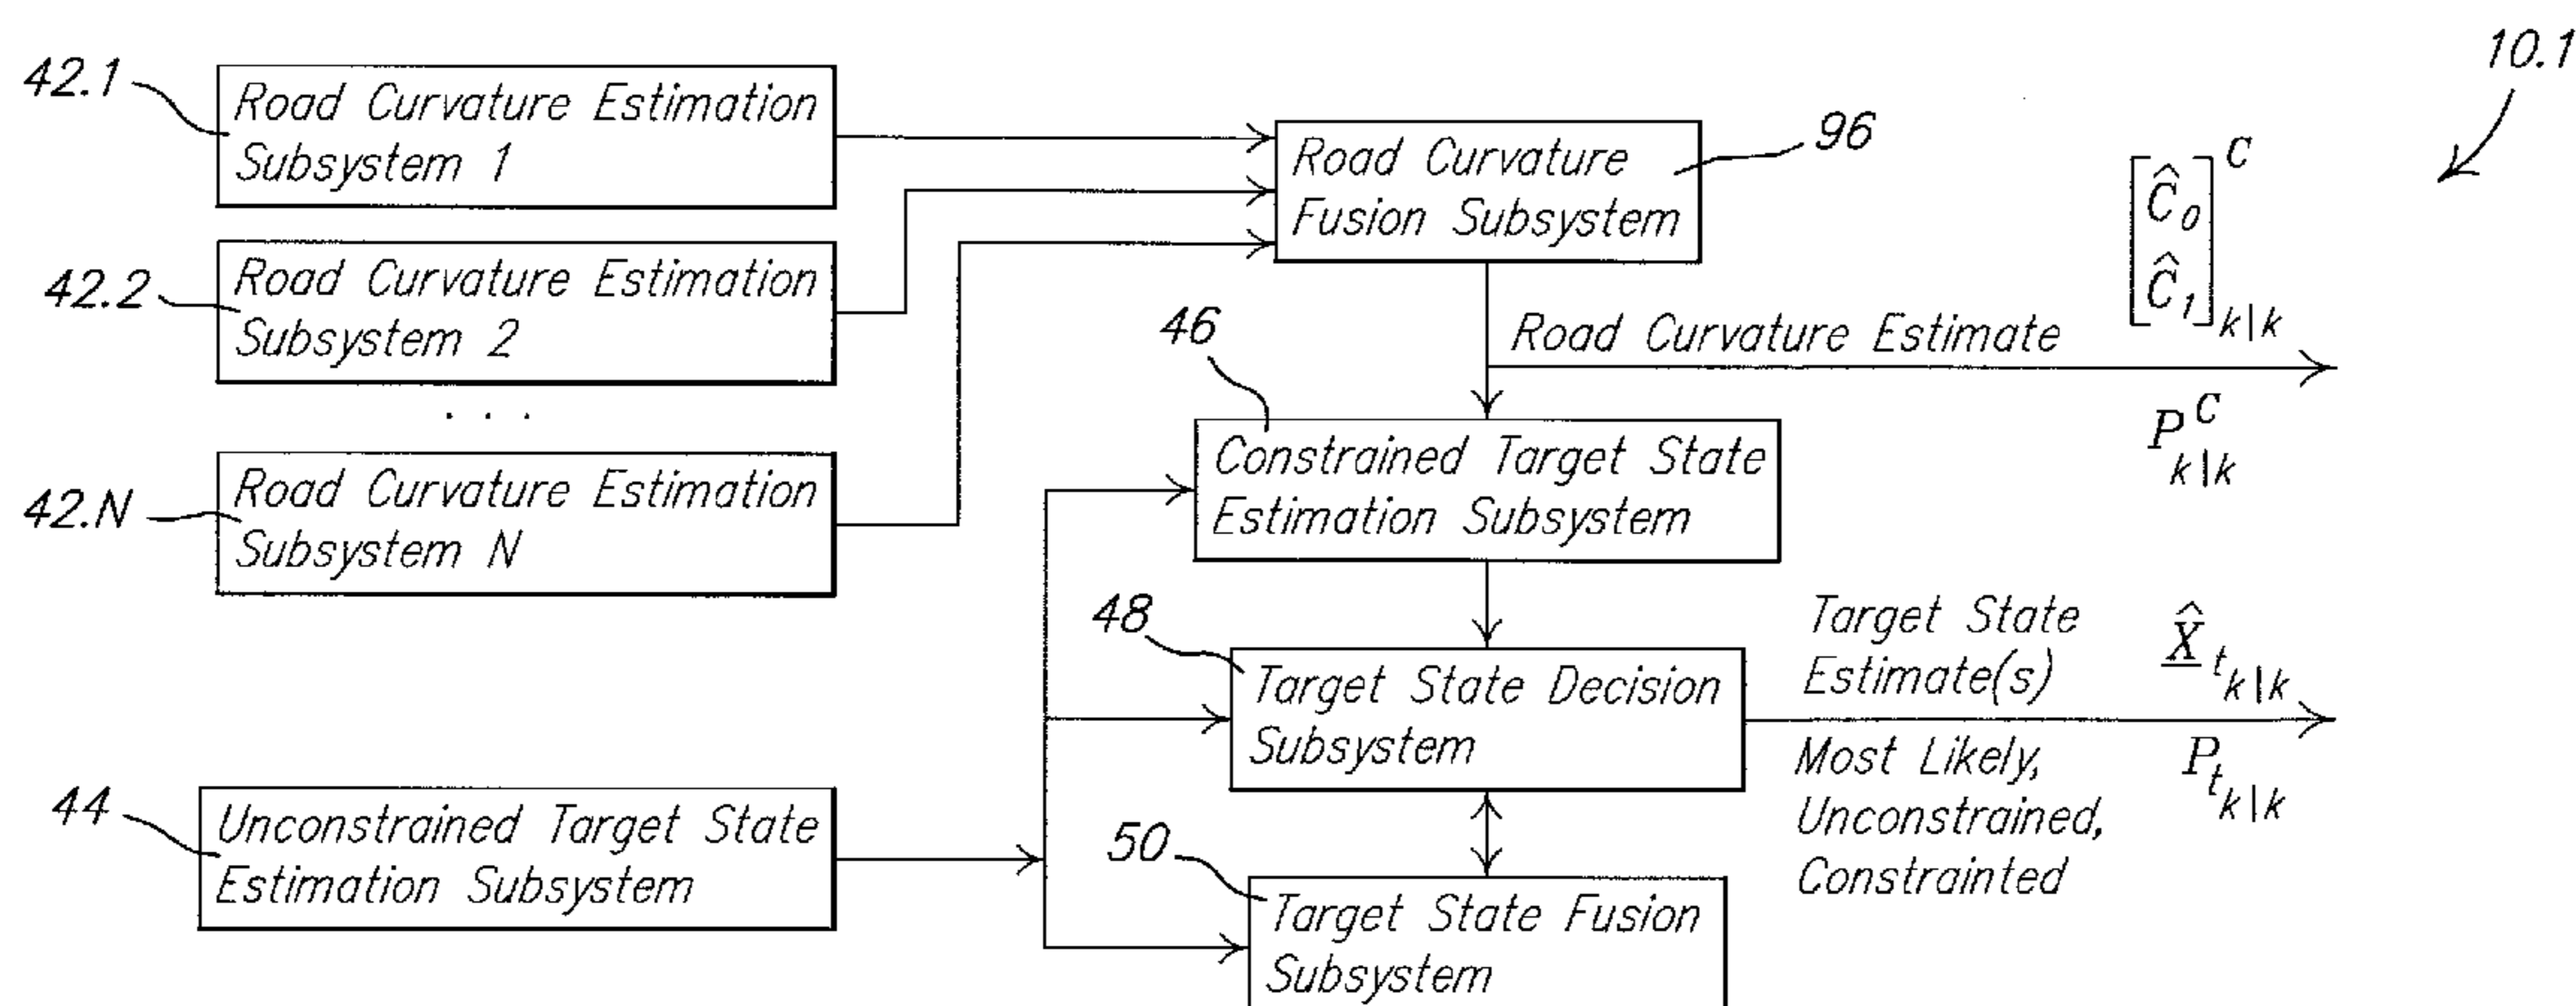 10.1
42.1
Road Curvature Estimation
Subsystem 1
42.2
Road Curvature Estimation
Subsystem 2
. . .
42.N
Road Curvature Estimation
Subsystem N
44
Unconstrained Target State
Estimation Subsystem
96
Road Curvature
Fusion Subsystem
Road Curvature Estimate
[Ĉ₀
Ĉ₁]ᶜ k|k
Pᶜ k|k
46
Constrained Target State
Estimation Subsystem
48
Target State Decision
Subsystem
Target State
Estimate(s)
X̲̂ t k|k
Most Likely,
Unconstrained,
Constrainted
P t k|k
50
Target State Fusion
Subsystem